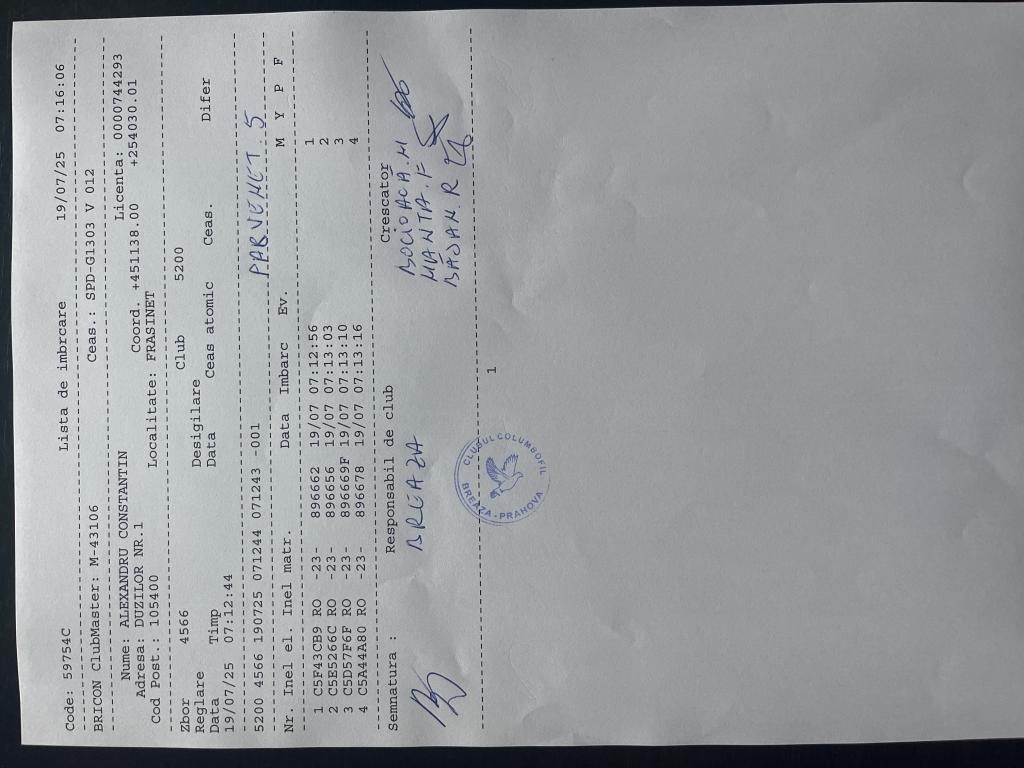 Code: 59754C Lista de imbrcare 19/07/25 07:16:06
BRICON ClubMaster: M-43106 Ceas.: SPD-G1303 V 012
Nume: ALEXANDRU CONSTANTIN Licenta: 0000744293
Adresa: DUZILOR NR.1 Coord. +451138.00 +254030.01
Cod Post.: 105400 Localitate: FRASINET
Zbor 4566 Club 5200
Reglare Desigilare
Data Timp Data Ceas atomic Ceas. Difer
19/07/25 07:12:44
5200 4566 190725 071244 071243 -001 PARVEMET.5
Nr. Inel el. Inel matr. Data Imbarc Ev. M Y P F
1 C5F43CB9 RO -23- 896662 19/07 07:12:56 1
2 C5E5266C RO -23- 896656 19/07 07:13:03 2
3 C5D57F6F RO -23- 896669F 19/07 07:13:10 3
4 C5A44A80 RO -23- 896678 19/07 07:13:16 4
Semnatura : Responsabil de club Crescator
BREAZA
BOCIOACA.M
MANTA.F
BADAN.R
CLUBUL COLUMBOFIL
BREAZA-PRAHOVA
1